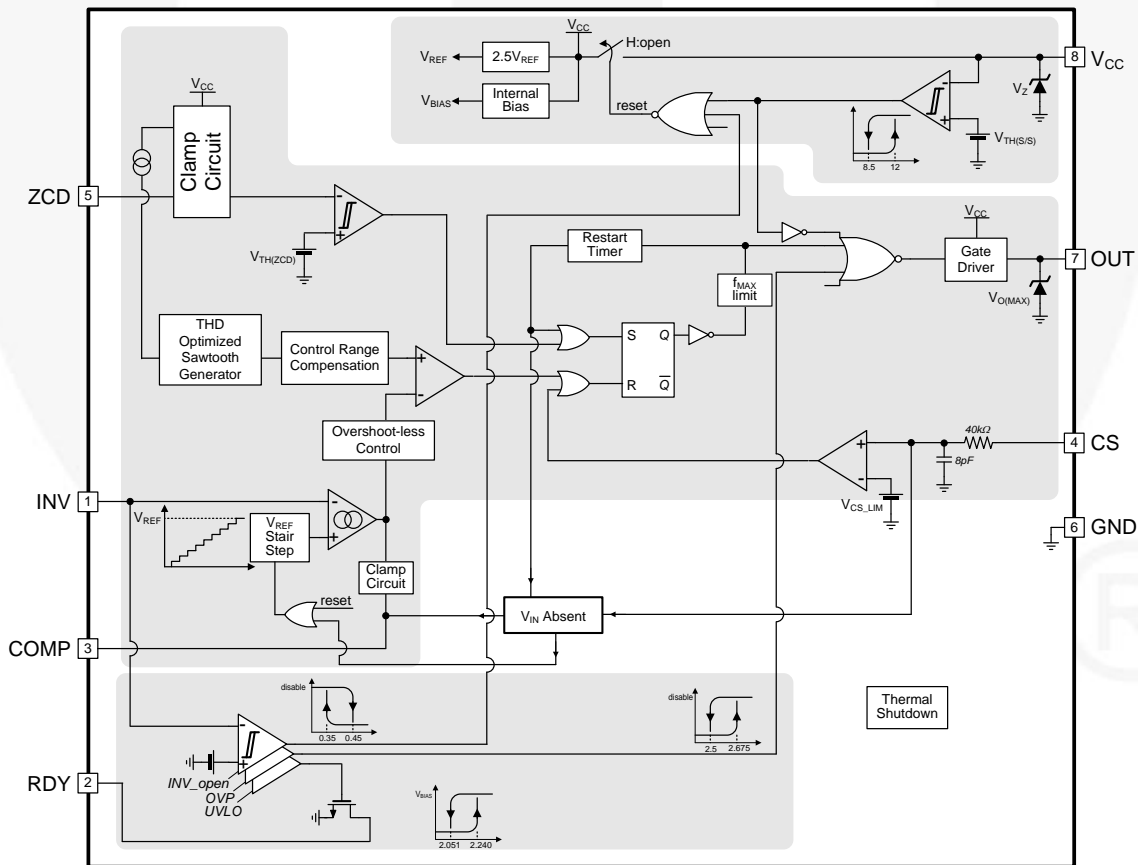 VCC
H:open
VREF
2.5VREF
8
VCC
VZ
VBIAS
Internal
Bias
reset
VCC
VTH(S/S)
8.5
12
Clamp
Circuit
ZCD
5
VTH(ZCD)
Restart
Timer
VCC
Gate
Driver
7
OUT
VO(MAX)
fMAX
limit
THD
Optimized
Sawtooth
Generator
Control Range
Compensation
S
Q
R
Q
Overshoot-less
Control
40kΩ
4
CS
8pF
VCS_LIM
INV
1
VREF
VREF
Stair
Step
6
GND
Clamp
Circuit
reset
VIN Absent
COMP
3
disable
0.35
0.45
disable
2.5
2.675
Thermal
Shutdown
INV_open
OVP
UVLO
RDY
2
VBIAS
2.051
2.240
R